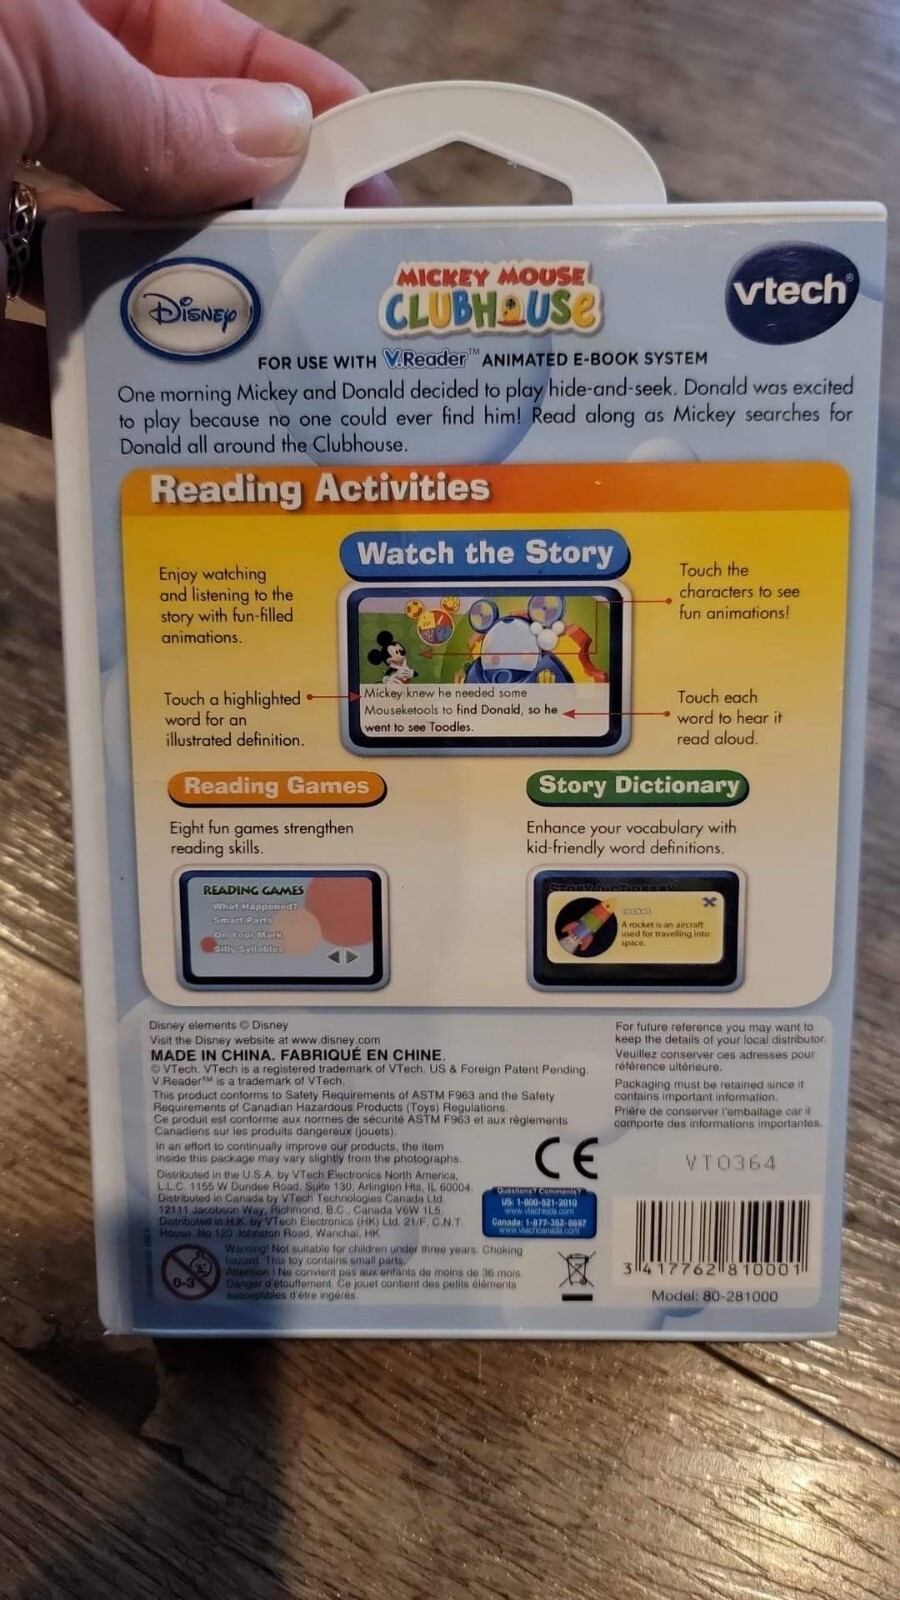 Disney
MICKEY MOUSE
CLUBHOUSE
vtech®
FOR USE WITH V.Reader™ ANIMATED E-BOOK SYSTEM
One morning Mickey and Donald decided to play hide-and-seek. Donald was excited
to play because no one could ever find him! Read along as Mickey searches for
Donald all around the Clubhouse.
Reading Activities
Watch the Story
Enjoy watching
and listening to the
story with fun-filled
animations.
Touch the
characters to see
fun animations!
Touch a highlighted
word for an
illustrated definition.
Mickey knew he needed some
Mouseketools to find Donald, so he
went to see Toodles.
Touch each
word to hear it
read aloud.
Reading Games
Eight fun games strengthen
reading skills.
READING GAMES
What Happened?
Smart Parts
On Your Mark
Silly Syllables
Story Dictionary
Enhance your vocabulary with
kid-friendly word definitions.
STORY DICTIONARY
rocket
A rocket is an aircraft
used for travelling into
space.
Disney elements © Disney
Visit the Disney website at www.disney.com
MADE IN CHINA. FABRIQUÉ EN CHINE.
© VTech. VTech is a registered trademark of VTech. US & Foreign Patent Pending.
V.Reader™ is a trademark of VTech.
This product conforms to Safety Requirements of ASTM F963 and the Safety
Requirements of Canadian Hazardous Products (Toys) Regulations.
Ce produit est conforme aux normes de sécurité ASTM F963 et aux règlements
Canadiens sur les produits dangereux (jouets).
In an effort to continually improve our products, the item
inside this package may vary slightly from the photographs.
Distributed in the U.S.A. by VTech Electronics North America,
L.L.C. 1155 W Dundee Road, Suite 130, Arlington Hts, IL 60004.
Distributed in Canada by VTech Technologies Canada Ltd.
12111 Jacobson Way, Richmond, B.C., Canada V6W 1L5.
Distributed in H.K. by VTech Electronics (HK) Ltd. 21/F, C.N.T.
House, No 120 Johnston Road, Wanchai, HK
Warning! Not suitable for children under three years. Choking
hazard. This toy contains small parts.
Attention ! Ne convient pas aux enfants de moins de 36 mois.
Danger d'étouffement. Ce jouet contient des petits éléments
susceptibles d'être ingérés.
0-3
For future reference you may want to
keep the details of your local distributor.
Veuillez conserver ces adresses pour
référence ultérieure.
Packaging must be retained since it
contains important information.
Prière de conserver l'emballage car il
comporte des informations importantes.
CE
VT0364
Questions? Comments?
US: 1-800-521-2010
www.vtechkids.com
Canada: 1-877-352-8697
www.vtechcanada.com
3 417762 810001
Model: 80-281000